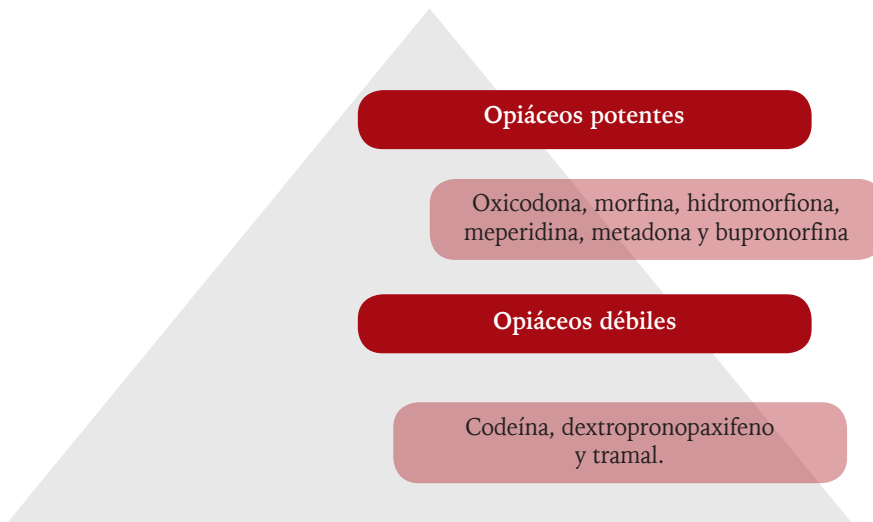 Opiáceos potentes
Oxicodona, morfina, hidromorfiona,
meperidina, metadona y bupronorfina
Opiáceos débiles
Codeína, dextropronopaxifeno
y tramal.